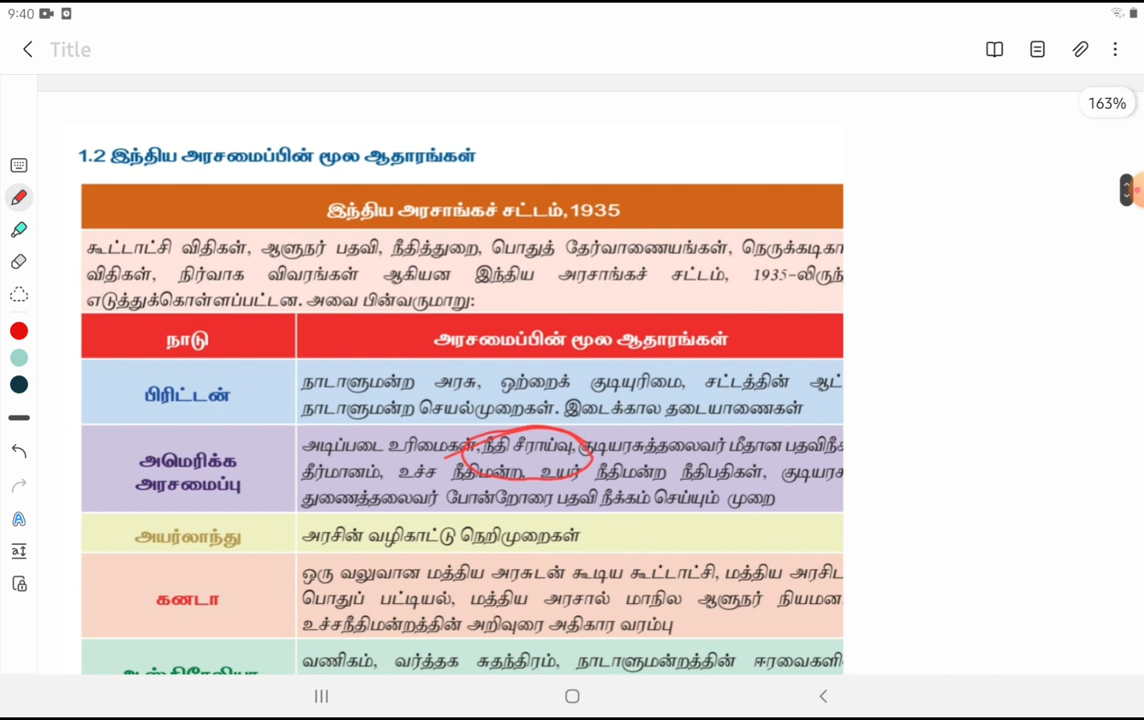 9:40
Title
163%
1.2 இந்திய அரசமைப்பின் மூல ஆதாரங்கள்
இந்திய அரசாங்கச் சட்டம், 1935
கூட்டாட்சி விதிகள், ஆளுநர் பதவி, நீதித்துறை, பொதுத் தேர்வாணையங்கள், நெருக்கடிகா
விதிகள், நிர்வாக விவரங்கள் ஆகியன இந்திய அரசாங்கச் சட்டம், 1935-லிருந்
எடுத்துக்கொள்ளப்பட்டன. அவை பின்வருமாறு:
நாடு அரசமைப்பின் மூல ஆதாரங்கள்
பிரிட்டன்
நாடாளுமன்ற அரசு, ஒற்றைக் குடியுரிமை, சட்டத்தின் ஆட்
நாடாளுமன்ற செயல்முறைகள். இடைக்கால தடையாணைகள்
அமெரிக்க
அரசமைப்பு
அடிப்படை உரிமைகள், நீதி சீராய்வு, குடியரசுத்தலைவர் மீதான பதவிநீக்
தீர்மானம், உச்ச நீதிமன்ற, உயர் நீதிமன்ற நீதிபதிகள், குடியரசு
துணைத்தலைவர் போன்றோரை பதவி நீக்கம் செய்யும் முறை
அயர்லாந்து அரசின் வழிகாட்டு நெறிமுறைகள்
கனடா
ஒரு வலுவான மத்திய அரசுடன் கூடிய கூட்டாட்சி, மத்திய அரசிட
பொதுப் பட்டியல், மத்திய அரசால் மாநில ஆளுநர் நியமன
உச்சநீதிமன்றத்தின் அறிவுரை அதிகார வரம்பு
ஆஸ்திரேலியா
வணிகம், வர்த்தக சுதந்திரம், நாடாளுமன்றத்தின் ஈரவைகளி